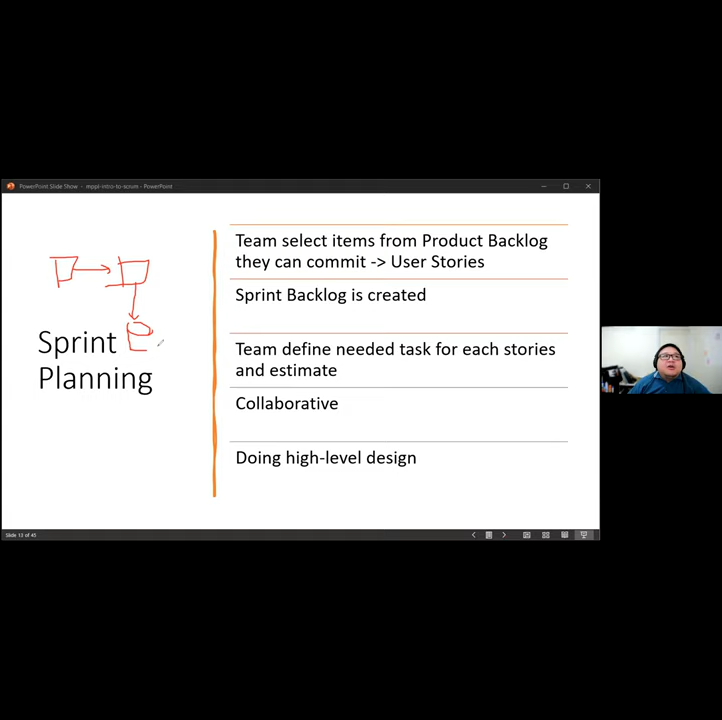 PowerPoint Slide Show - mppl-intro-to-scrum - PowerPoint
Sprint
Planning
Team select items from Product Backlog
they can commit -> User Stories
Sprint Backlog is created
Team define needed task for each stories
and estimate
Collaborative
Doing high-level design
Slide 13 of 45